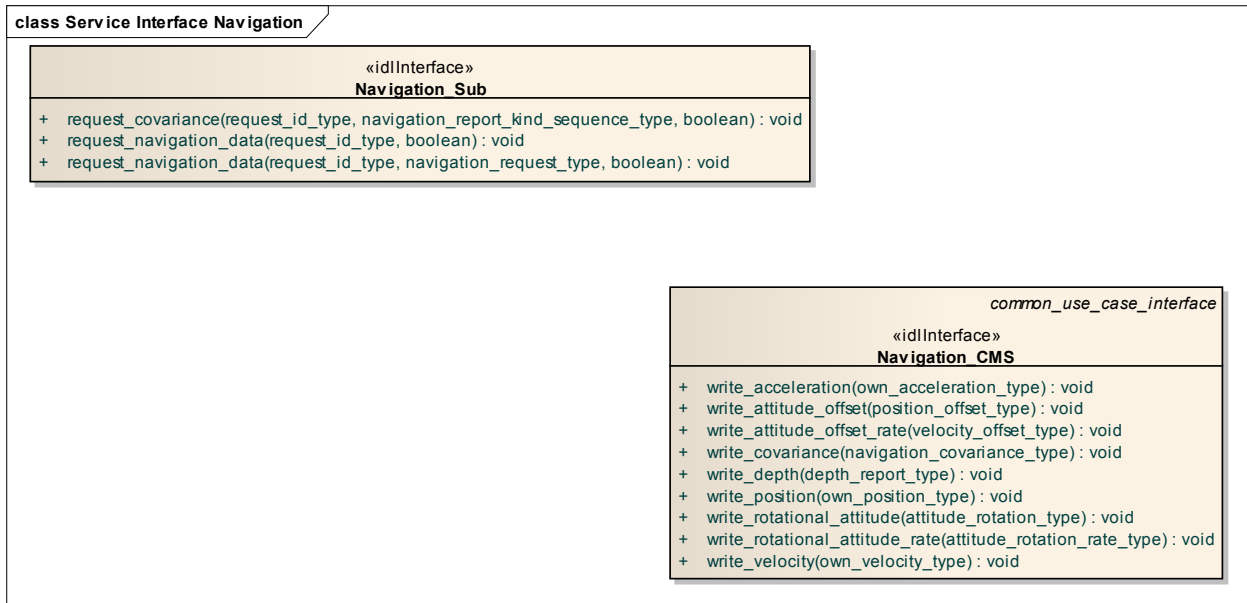 class Service Interface Navigation
«idlInterface»
Navigation_Sub
+ request_covariance(request_id_type, navigation_report_kind_sequence_type, boolean) : void
+ request_navigation_data(request_id_type, boolean) : void
+ request_navigation_data(request_id_type, navigation_request_type, boolean) : void
common_use_case_interface
«idlInterface»
Navigation_CMS
+ write_acceleration(own_acceleration_type) : void
+ write_attitude_offset(position_offset_type) : void
+ write_attitude_offset_rate(velocity_offset_type) : void
+ write_covariance(navigation_covariance_type) : void
+ write_depth(depth_report_type) : void
+ write_position(own_position_type) : void
+ write_rotational_attitude(attitude_rotation_type) : void
+ write_rotational_attitude_rate(attitude_rotation_rate_type) : void
+ write_velocity(own_velocity_type) : void